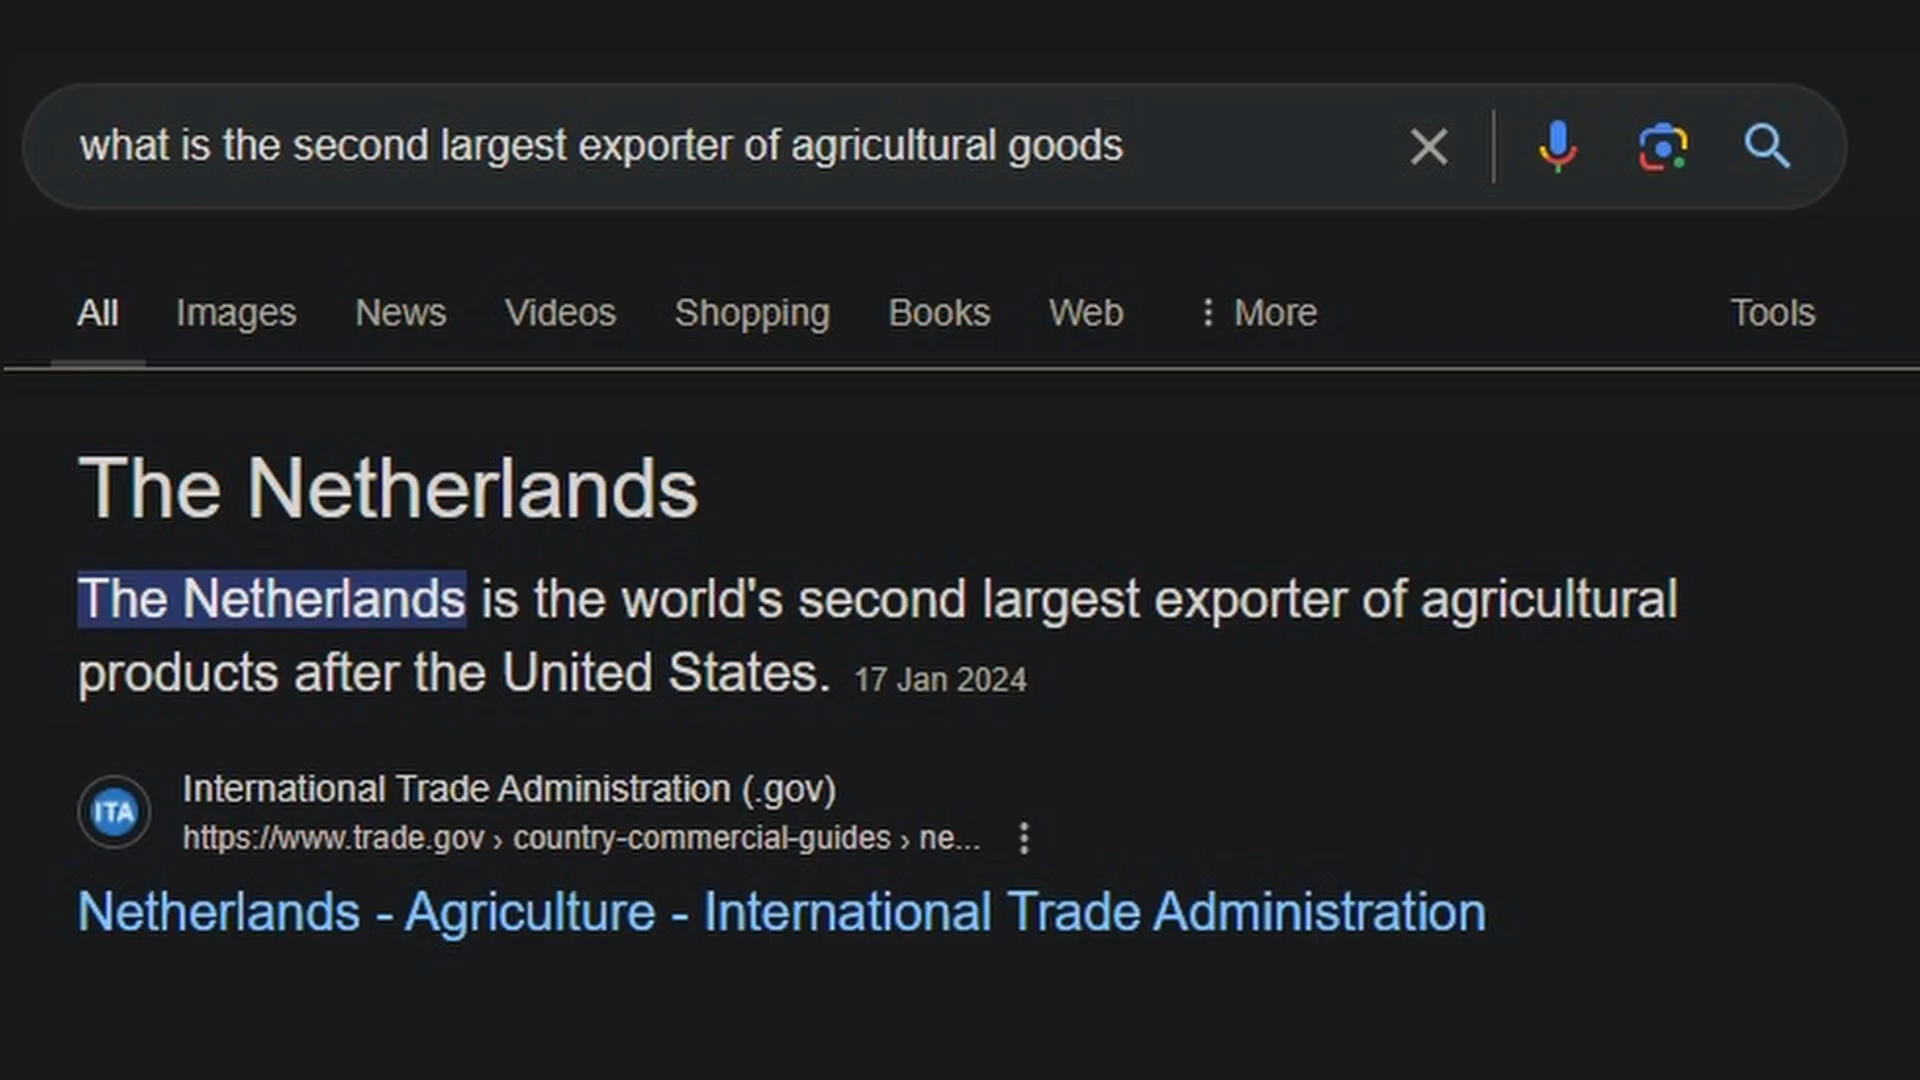 what is the second largest exporter of agricultural goods
All Images News Videos Shopping Books Web More Tools
The Netherlands
The Netherlands is the world's second largest exporter of agricultural
products after the United States. 17 Jan 2024
ITA
International Trade Administration (.gov)
https://www.trade.gov › country-commercial-guides › ne...
Netherlands - Agriculture - International Trade Administration